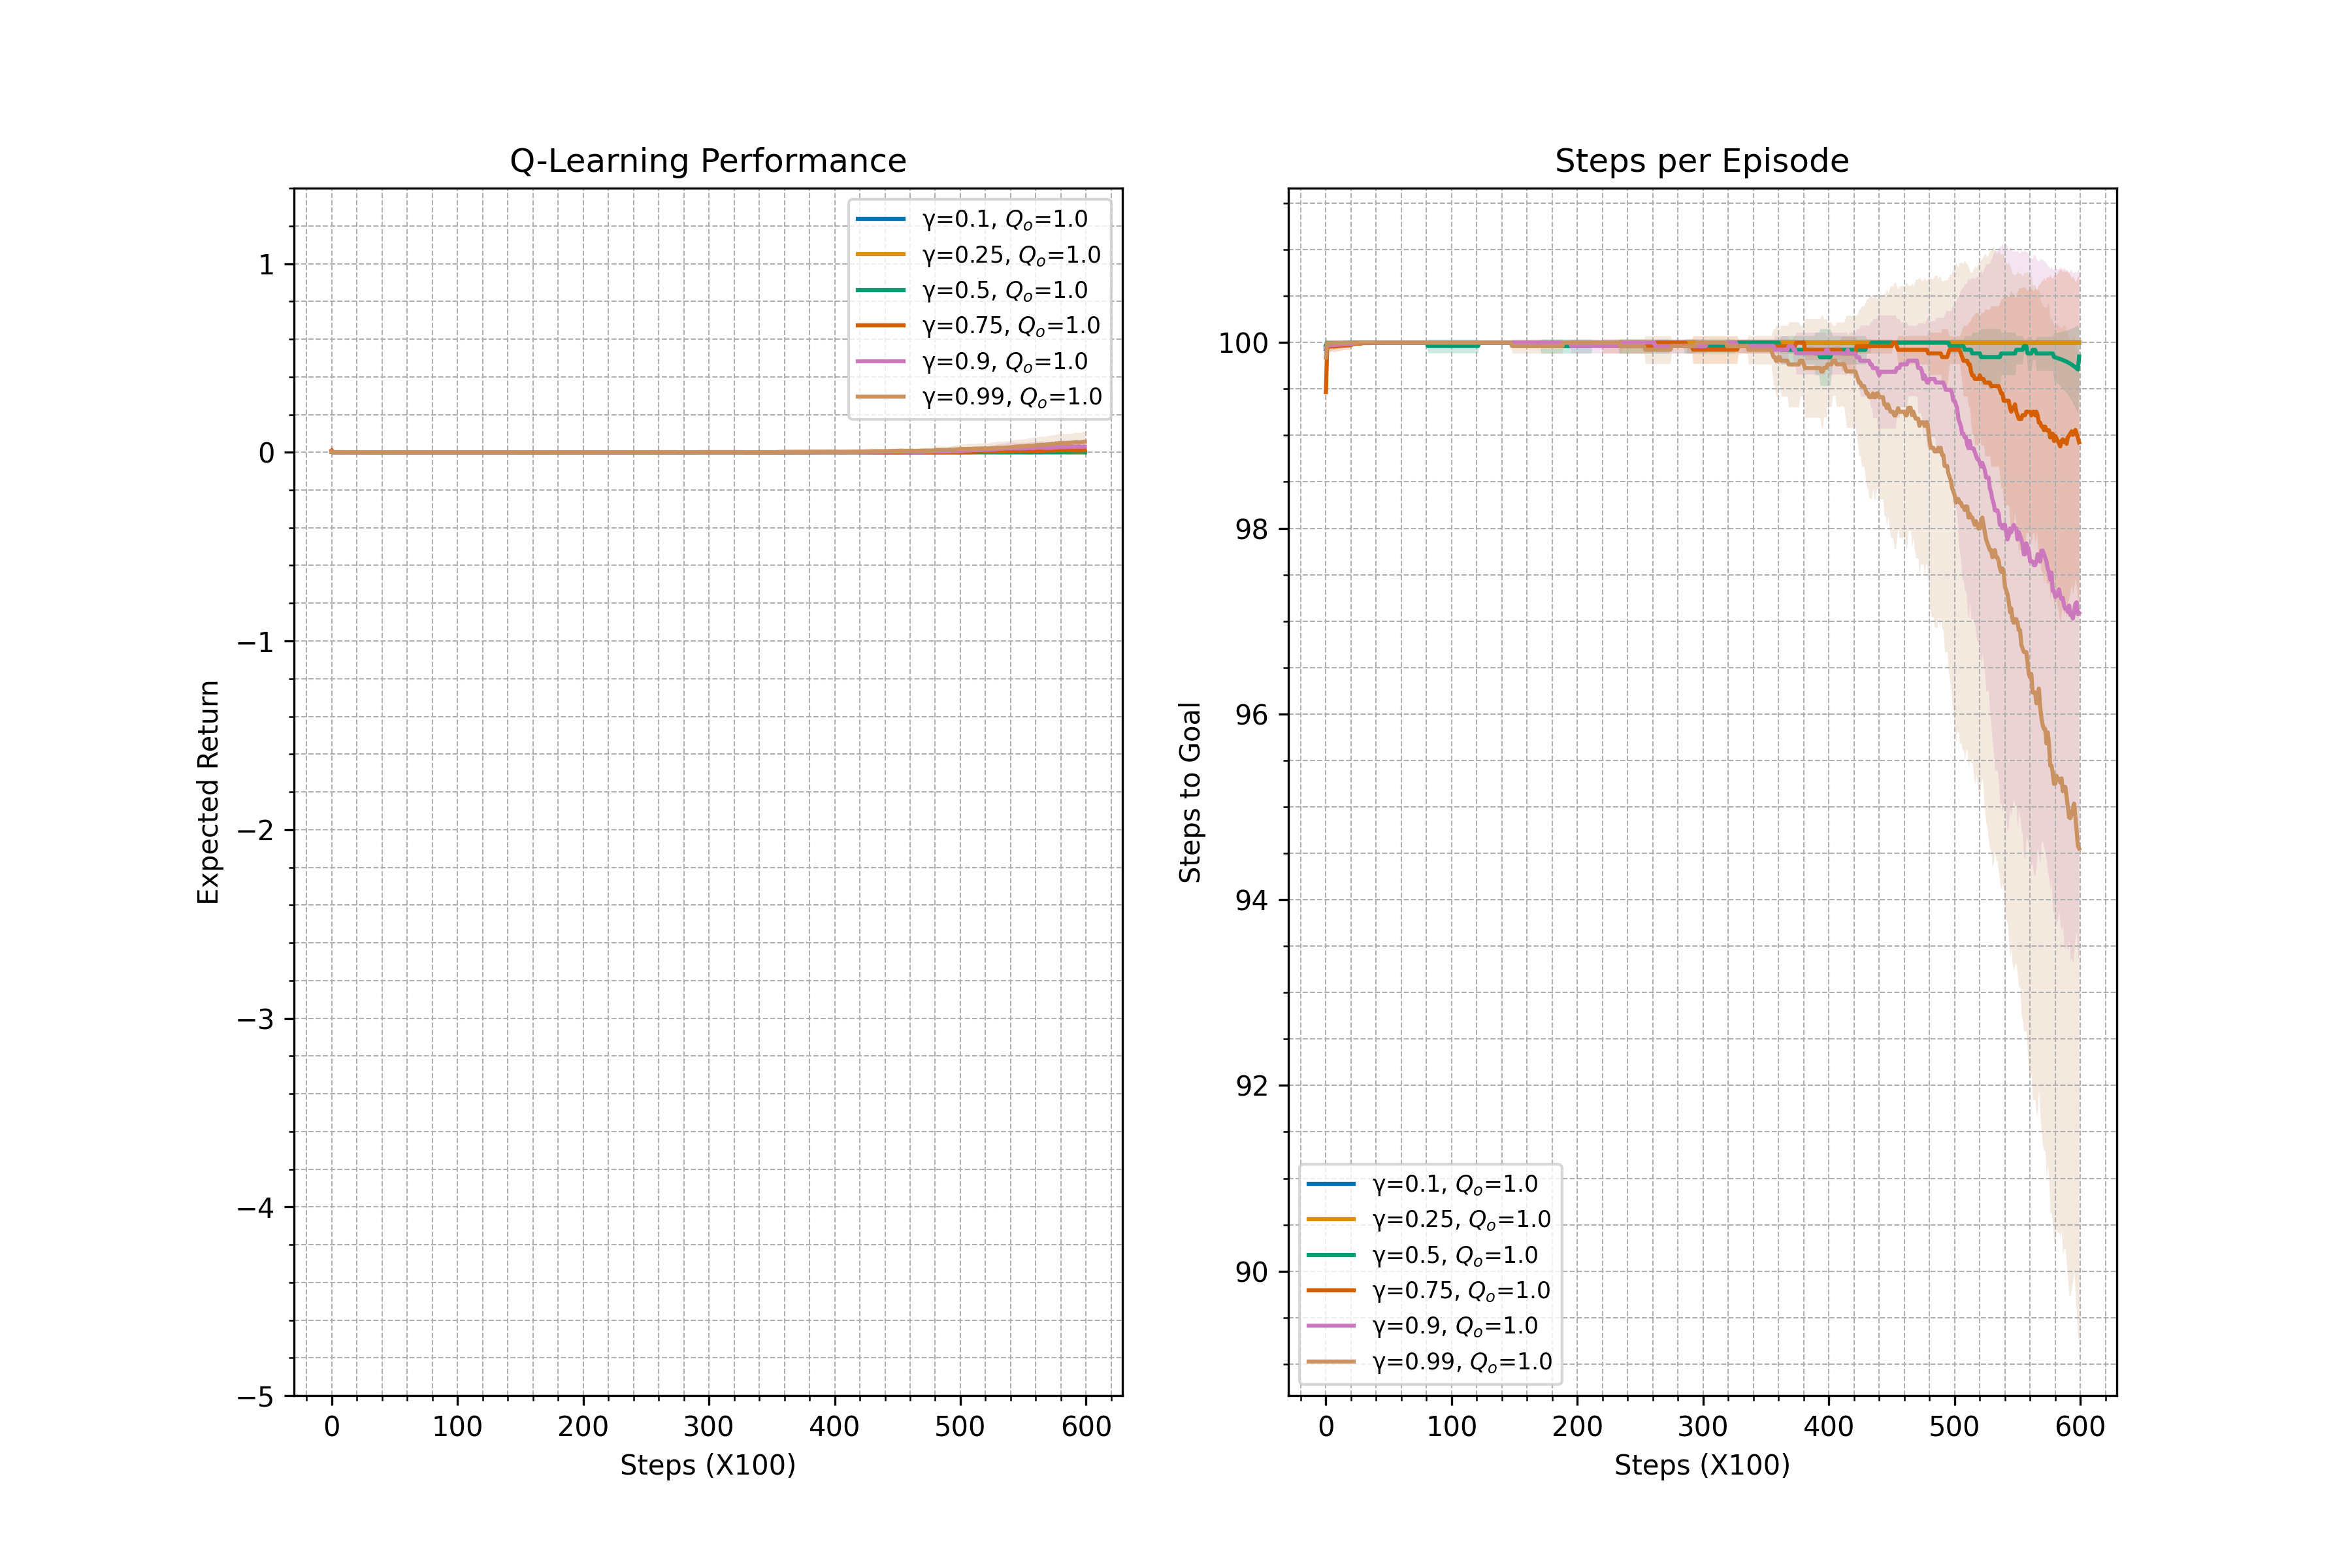 Q-Learning Performance
1
0
−1
−2
−3
−4
−5
Expected Return
0 100 200 300 400 500 600
Steps (X100)
γ=0.1, Qo=1.0
γ=0.25, Qo=1.0
γ=0.5, Qo=1.0
γ=0.75, Qo=1.0
γ=0.9, Qo=1.0
γ=0.99, Qo=1.0
Steps per Episode
100
98
96
94
92
90
Steps to Goal
0 100 200 300 400 500 600
Steps (X100)
γ=0.1, Qo=1.0
γ=0.25, Qo=1.0
γ=0.5, Qo=1.0
γ=0.75, Qo=1.0
γ=0.9, Qo=1.0
γ=0.99, Qo=1.0